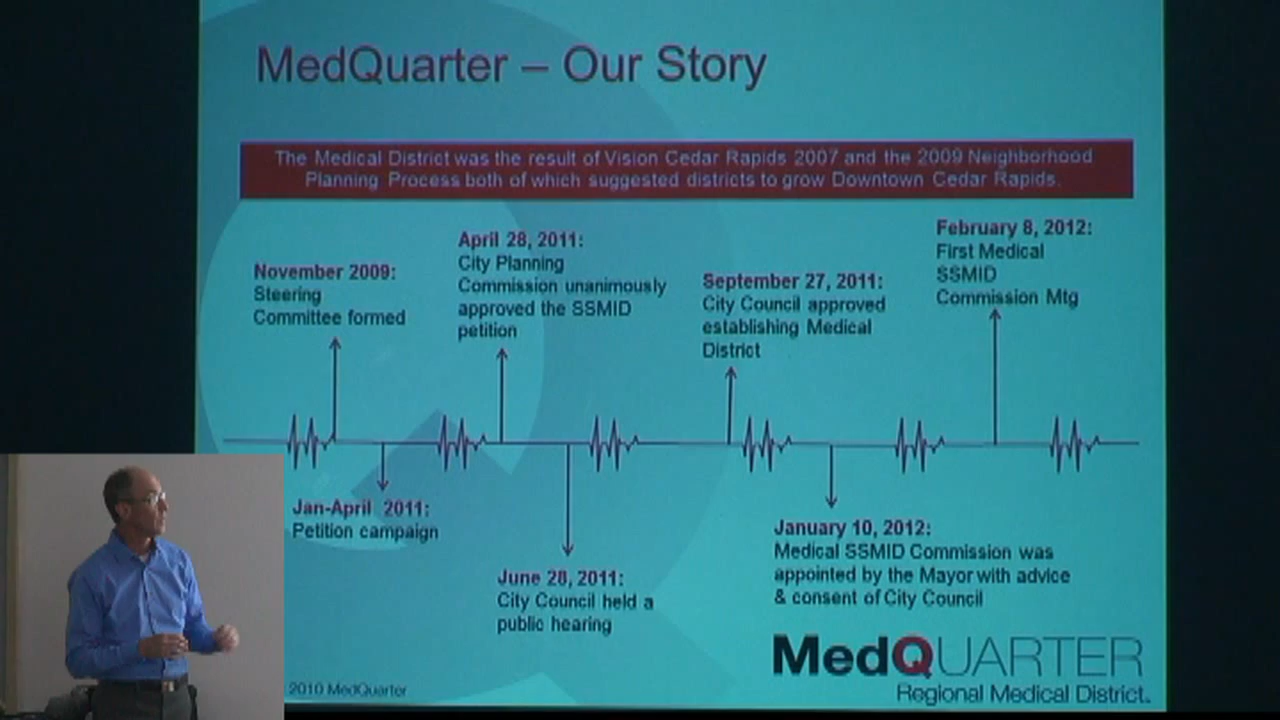 MedQuarter – Our Story
The Medical District was the result of Vision Cedar Rapids 2007 and the 2009 Neighborhood
Planning Process both of which suggested districts to grow Downtown Cedar Rapids.
November 2009:
Steering
Committee formed
April 28, 2011:
City Planning
Commission unanimously
approved the SSMID
petition
September 27, 2011:
City Council approved
establishing Medical
District
February 8, 2012:
First Medical
SSMID
Commission Mtg
Jan-April 2011:
Petition campaign
June 28, 2011:
City Council held a
public hearing
January 10, 2012:
Medical SSMID Commission was
appointed by the Mayor with advice
& consent of City Council
2010 MedQuarter
MedQUARTER
Regional Medical District.